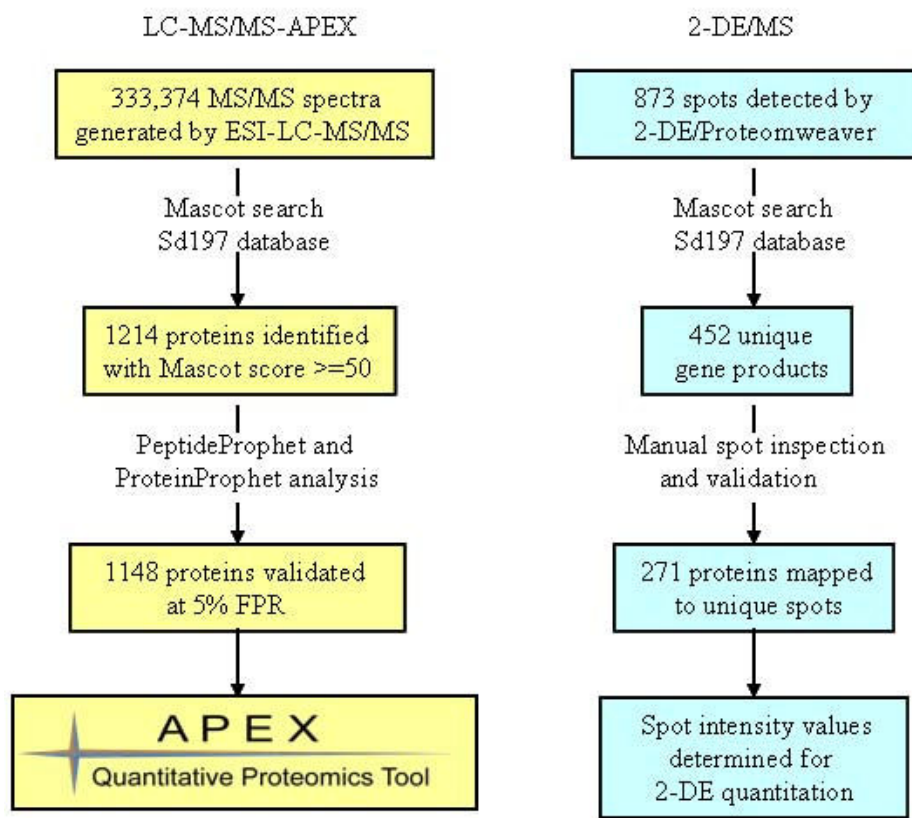 LC-MS/MS-APEX
333,374 MS/MS spectra
generated by ESI-LC-MS/MS
Mascot search
Sd197 database
1214 proteins identified
with Mascot score >=50
PeptideProphet and
ProteinProphet analysis
1148 proteins validated
at 5% FPR
APEX
Quantitative Proteomics Tool
2-DE/MS
873 spots detected by
2-DE/Proteomweaver
Mascot search
Sd197 database
452 unique
gene products
Manual spot inspection
and validation
271 proteins mapped
to unique spots
Spot intensity values
determined for
2-DE quantitation